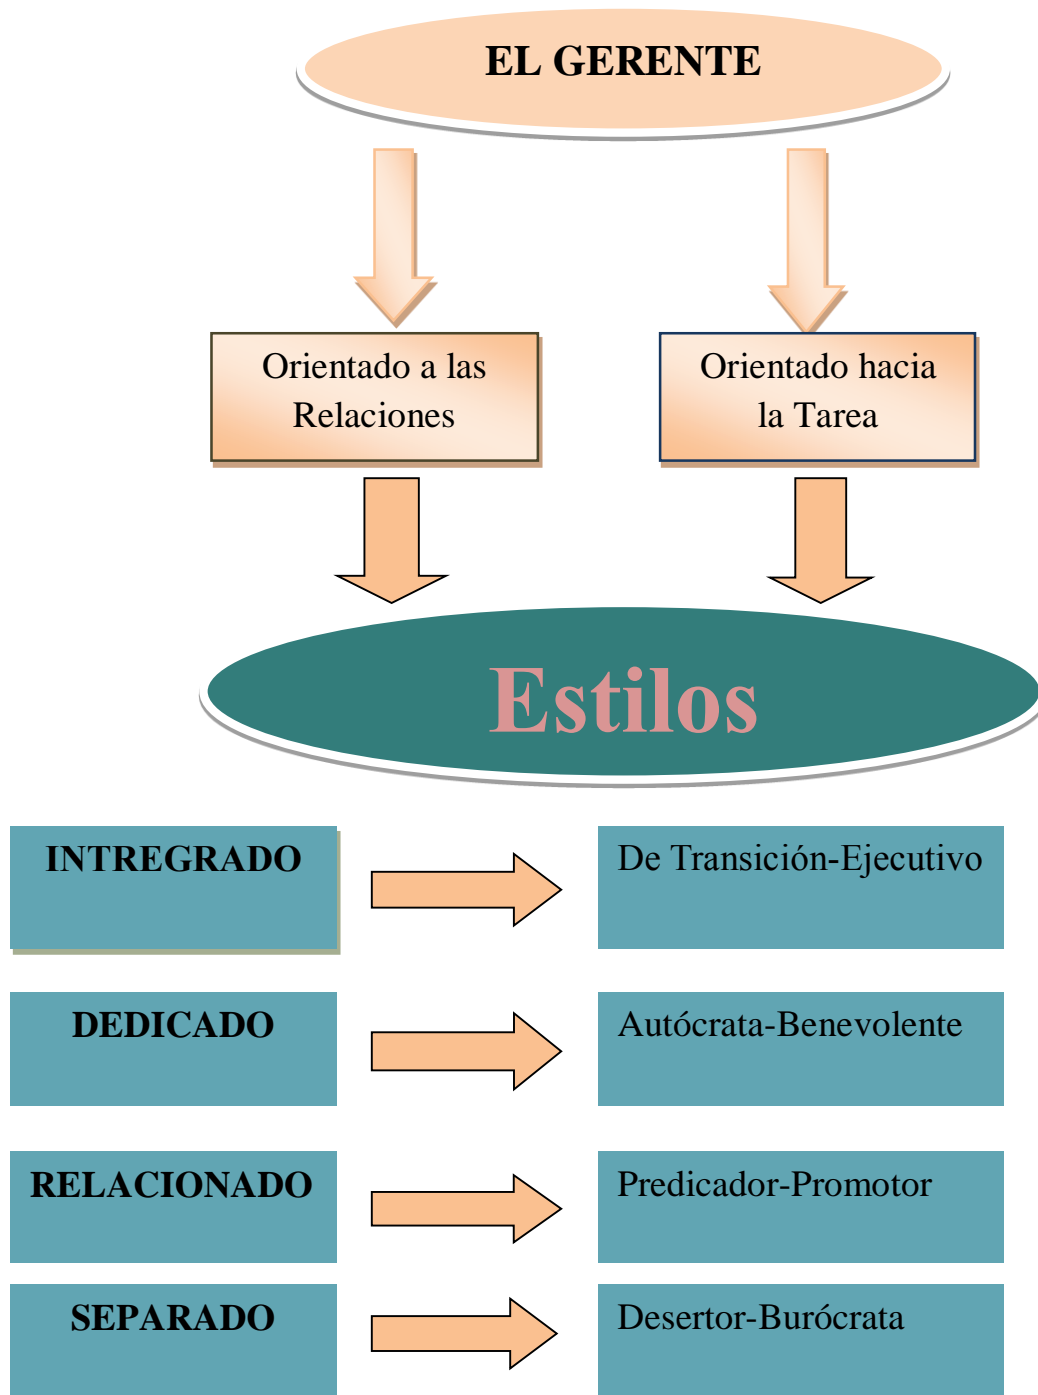 EL GERENTE
Orientado a las
Relaciones
Orientado hacia
la Tarea
Estilos
INTREGRADO
De Transición-Ejecutivo
DEDICADO
Autócrata-Benevolente
RELACIONADO
Predicador-Promotor
SEPARADO
Desertor-Burócrata